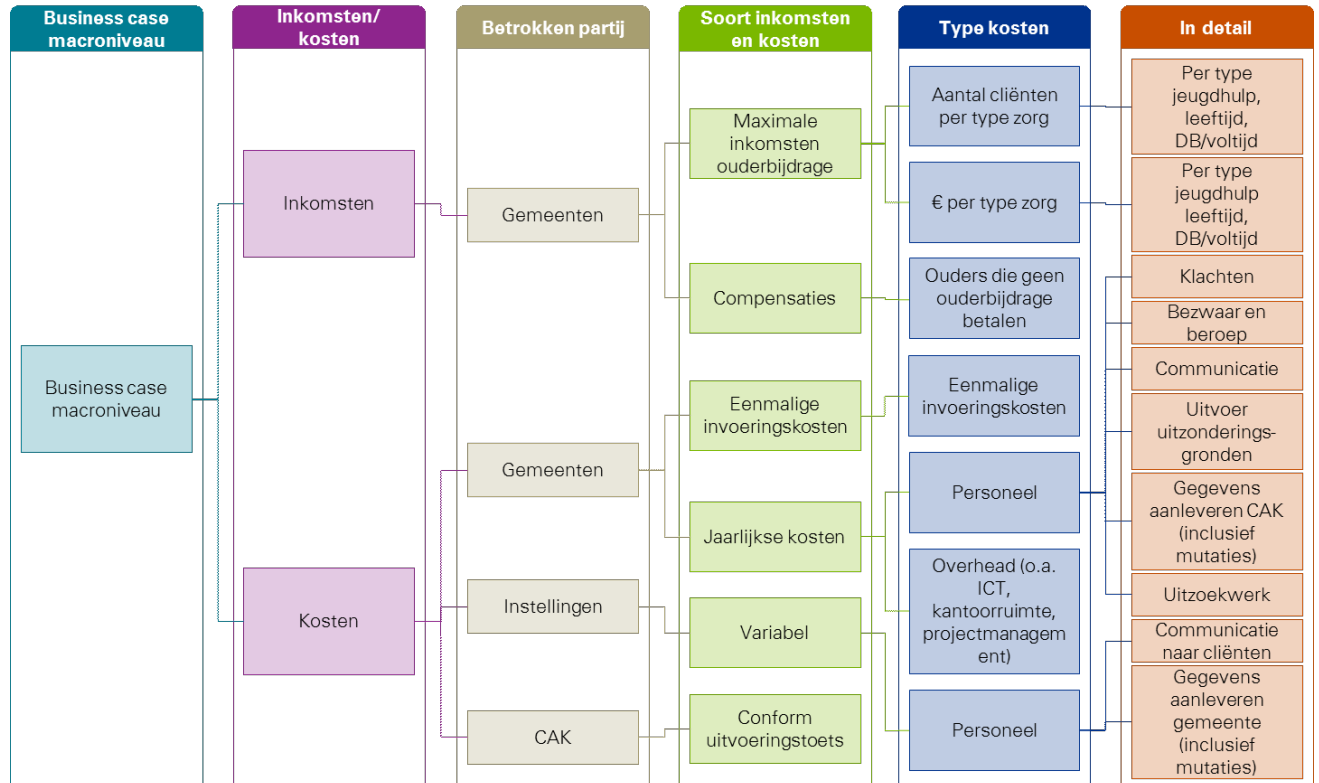 Business case
macroniveau
Inkomsten/
kosten
Betrokken partij
Soort inkomsten
en kosten
Type kosten
In detail
Business case
macroniveau
Inkomsten
Kosten
Gemeenten
Gemeenten
Instellingen
CAK
Maximale
inkomsten
ouderbijdrage
Compensaties
Eenmalige
invoeringskosten
Jaarlijkse kosten
Variabel
Conform
uitvoeringstoets
Aantal cliënten
per type zorg
€ per type zorg
Ouders die geen
ouderbijdrage
betalen
Eenmalige
invoeringskosten
Personeel
Overhead (o.a.
ICT,
kantoorruimte,
projectmanagem
ent)
Personeel
Per type
jeugdhulp,
leeftijd,
DB/voltijd
Per type
jeugdhulp
leeftijd,
DB/voltijd
Klachten
Bezwaar en
beroep
Communicatie
Uitvoer
uitzonderings-
gronden
Gegevens
aanleveren CAK
(inclusief
mutaties)
Uitzoekwerk
Communicatie
naar cliënten
Gegevens
aanleveren
gemeente
(inclusief
mutaties)